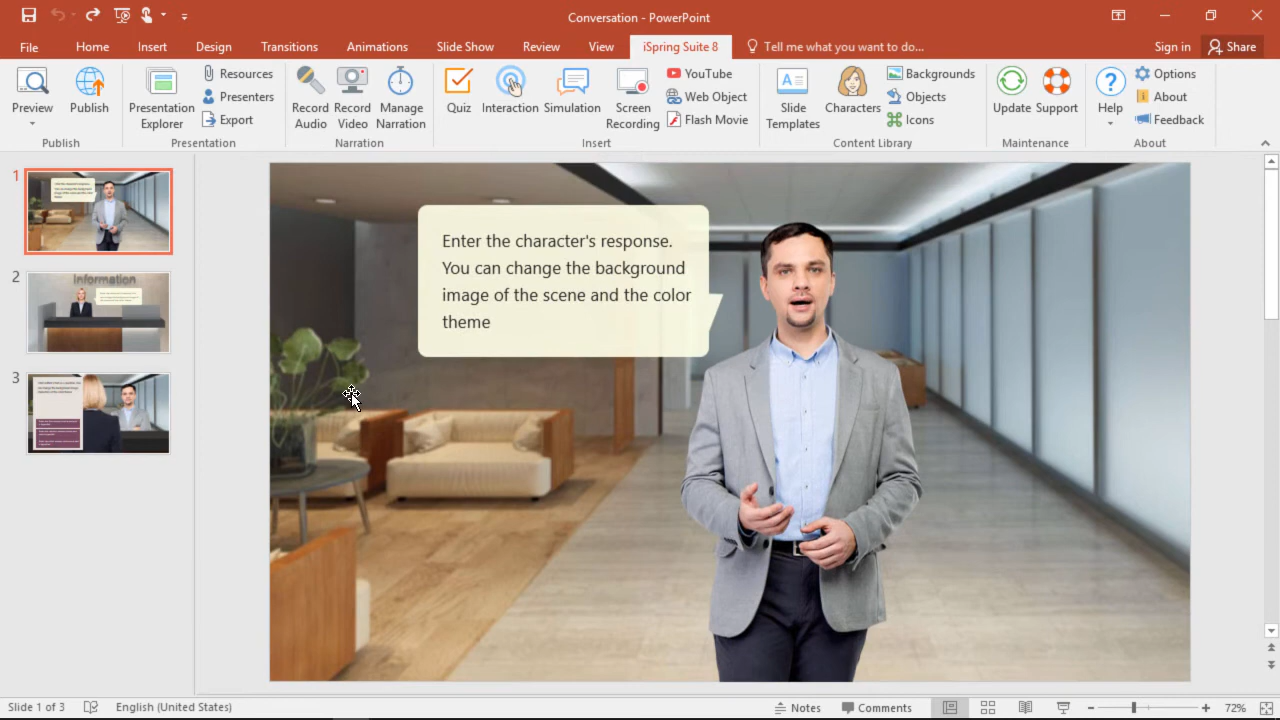 Conversation - PowerPoint
File Home Insert Design Transitions Animations Slide Show Review View iSpring Suite 8 Tell me what you want to do... Sign in Share
Preview
Publish
Publish
Presentation Explorer
Resources
Presenters
Export
Presentation
Record Audio
Record Video
Manage Narration
Narration
Quiz
Interaction
Simulation
Screen Recording
YouTube
Web Object
Flash Movie
Insert
Slide Templates
Characters
Backgrounds
Objects
Icons
Content Library
Update
Support
Maintenance
Help
Options
About
Feedback
About
1
2
Information
3
Enter the character's response.
You can change the background
image of the scene and the color
theme
Slide 1 of 3 English (United States) Notes Comments 72%